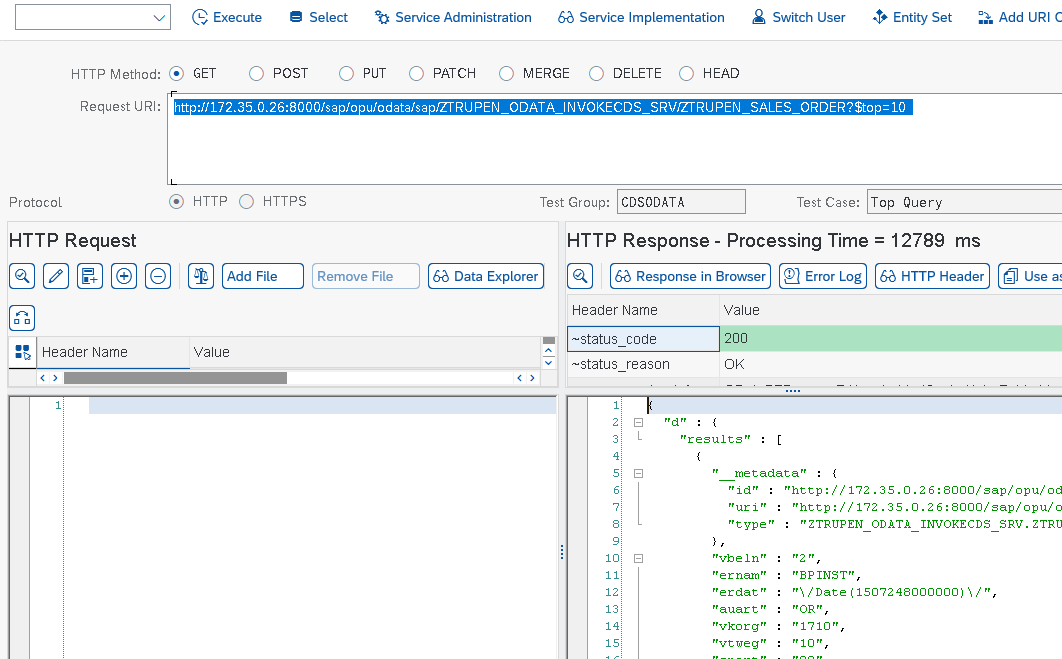 Execute Select Service Administration Service Implementation Switch User Entity Set Add URI
HTTP Method: GET POST PUT PATCH MERGE DELETE HEAD
Request URI: http://172.35.0.26:8000/sap/opu/odata/sap/ZTRUPEN_ODATA_INVOKECDS_SRV/ZTRUPEN_SALES_ORDER?$top=10
Protocol HTTP HTTPS Test Group: CDSODATA Test Case: Top Query
HTTP Request
Add File Remove File Data Explorer
Header Name Value
1
HTTP Response - Processing Time = 12789 ms
Response in Browser Error Log HTTP Header Use as
Header Name Value
~status_code 200
~status_reason OK
1 {
2 "d" : {
3 "results" : [
4 {
5 "__metadata" : {
6 "id" : "http://172.35.0.26:8000/sap/opu/od
7 "uri" : "http://172.35.0.26:8000/sap/opu/o
8 "type" : "ZTRUPEN_ODATA_INVOKECDS_SRV.ZTRU
9 },
10 "vbeln" : "2",
11 "ernam" : "BPINST",
12 "erdat" : "\/Date(1507248000000)\/",
13 "auart" : "OR",
14 "vkorg" : "1710",
15 "vtweg" : "10",